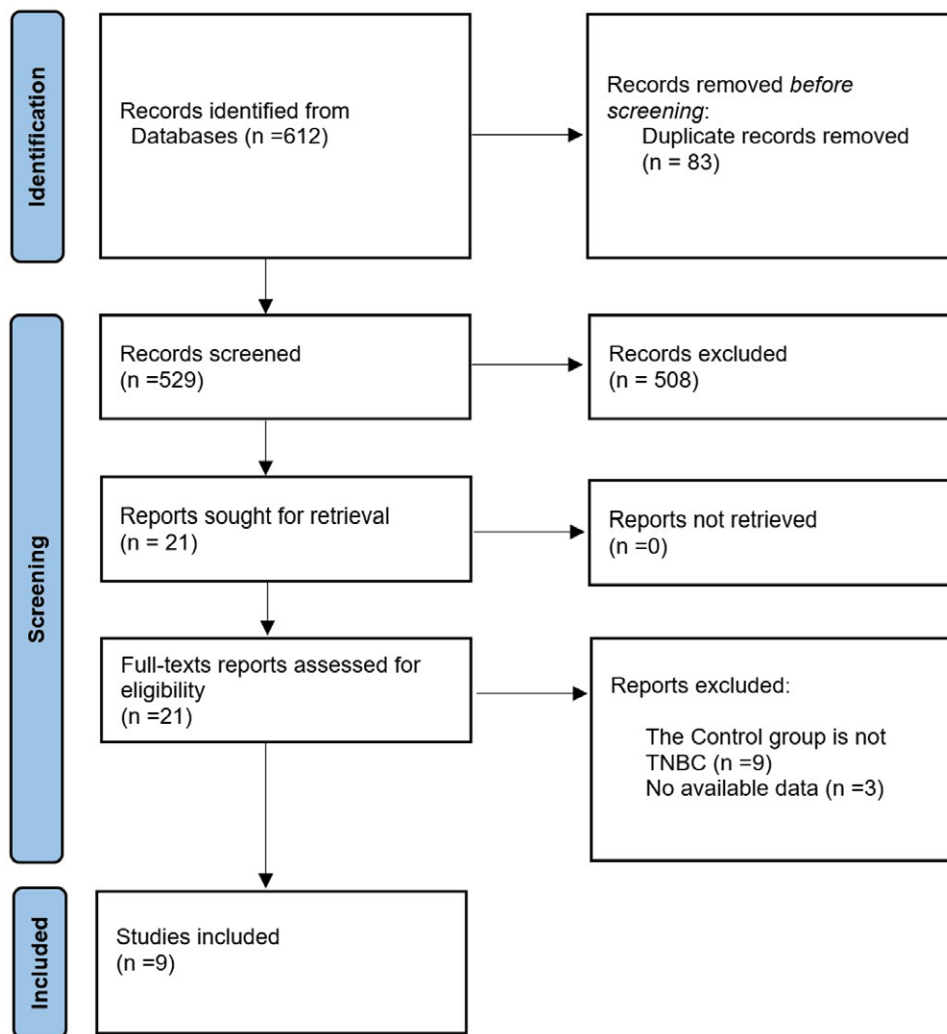 Identification
Records identified from
Databases (n =612)
Records removed before
screening:
Duplicate records removed
(n = 83)
Screening
Records screened
(n =529)
Records excluded
(n = 508)
Reports sought for retrieval
(n = 21)
Reports not retrieved
(n =0)
Full-texts reports assessed for
eligibility
(n =21)
Reports excluded:
The Control group is not
TNBC (n =9)
No available data (n =3)
Included
Studies included
(n =9)